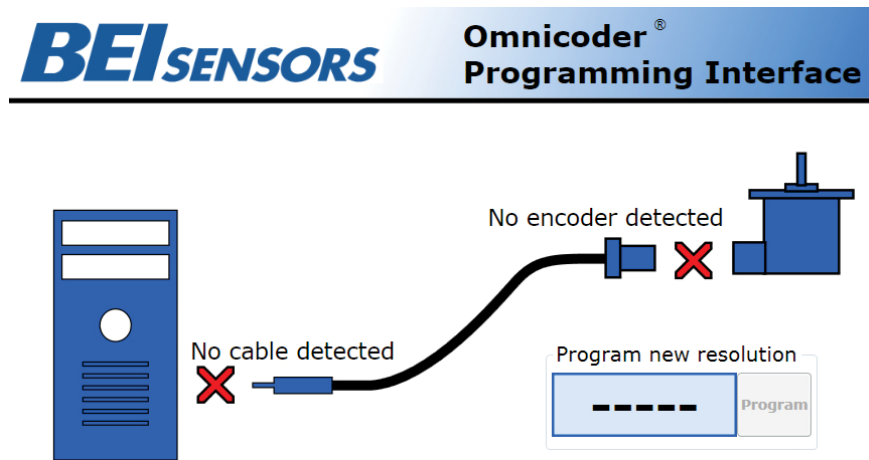 BEI SENSORS
Omnicoder®
Programming Interface
No encoder detected
No cable detected
Program new resolution
-----
Program